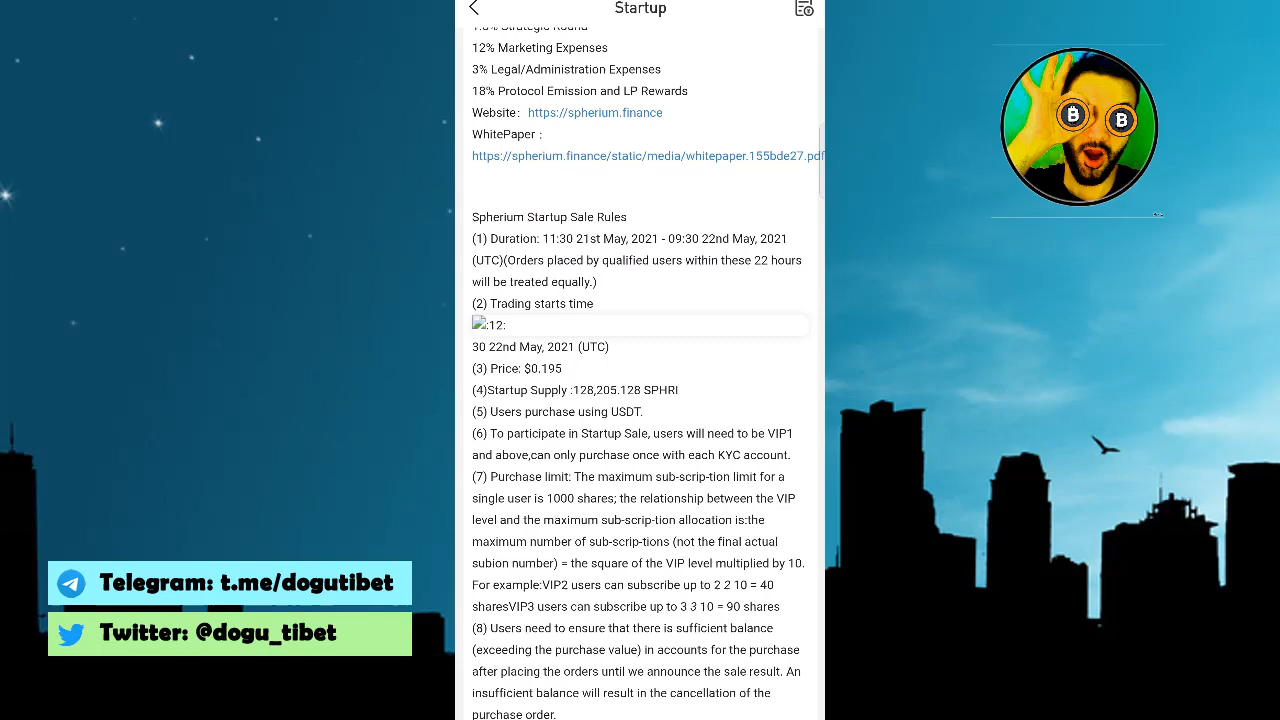 Startup
1.8% Strategic Round
12% Marketing Expenses
3% Legal/Administration Expenses
18% Protocol Emission and LP Rewards
Website: https://spherium.finance
WhitePaper :
https://spherium.finance/static/media/whitepaper.155bde27.pdf
Spherium Startup Sale Rules
(1) Duration: 11:30 21st May, 2021 - 09:30 22nd May, 2021
(UTC)(Orders placed by qualified users within these 22 hours
will be treated equally.)
(2) Trading starts time
:12:
30 22nd May, 2021 (UTC)
(3) Price: $0.195
(4)Startup Supply :128,205.128 SPHRI
(5) Users purchase using USDT.
(6) To participate in Startup Sale, users will need to be VIP1
and above,can only purchase once with each KYC account.
(7) Purchase limit: The maximum sub-scrip-tion limit for a
single user is 1000 shares; the relationship between the VIP
level and the maximum sub-scrip-tion allocation is:the
maximum number of sub-scrip-tions (not the final actual
subion number) = the square of the VIP level multiplied by 10.
For example:VIP2 users can subscribe up to 2 2 10 = 40
sharesVIP3 users can subscribe up to 3 3 10 = 90 shares
(8) Users need to ensure that there is sufficient balance
(exceeding the purchase value) in accounts for the purchase
after placing the orders until we announce the sale result. An
insufficient balance will result in the cancellation of the
purchase order.
Telegram: t.me/dogutibet
Twitter: @dogu_tibet